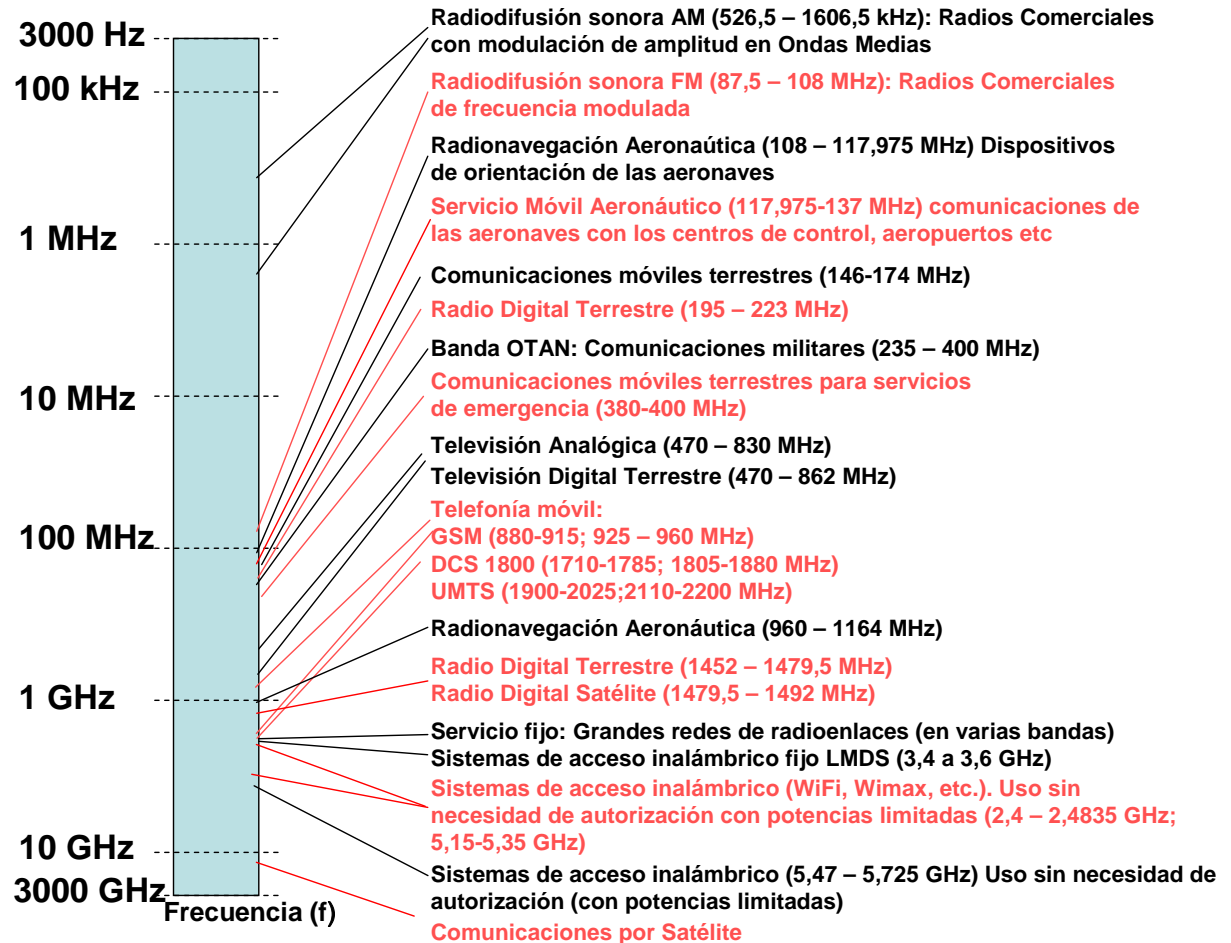 3000 Hz
100 kHz
1 MHz
10 MHz
100 MHz
1 GHz
10 GHz
3000 GHz
Frecuencia (f)
Radiodifusión sonora AM (526,5 – 1606,5 kHz): Radios Comerciales
con modulación de amplitud en Ondas Medias
Radiodifusión sonora FM (87,5 – 108 MHz): Radios Comerciales
de frecuencia modulada
Radionavegación Aeronaútica (108 – 117,975 MHz) Dispositivos
de orientación de las aeronaves
Servicio Móvil Aeronáutico (117,975-137 MHz) comunicaciones de
las aeronaves con los centros de control, aeropuertos etc
Comunicaciones móviles terrestres (146-174 MHz)
Radio Digital Terrestre (195 – 223 MHz)
Banda OTAN: Comunicaciones militares (235 – 400 MHz)
Comunicaciones móviles terrestres para servicios
de emergencia (380-400 MHz)
Televisión Analógica (470 – 830 MHz)
Televisión Digital Terrestre (470 – 862 MHz)
Telefonía móvil:
GSM (880-915; 925 – 960 MHz)
DCS 1800 (1710-1785; 1805-1880 MHz)
UMTS (1900-2025;2110-2200 MHz)
Radionavegación Aeronáutica (960 – 1164 MHz)
Radio Digital Terrestre (1452 – 1479,5 MHz)
Radio Digital Satélite (1479,5 – 1492 MHz)
Servicio fijo: Grandes redes de radioenlaces (en varias bandas)
Sistemas de acceso inalámbrico fijo LMDS (3,4 a 3,6 GHz)
Sistemas de acceso inalámbrico (WiFi, Wimax, etc.). Uso sin
necesidad de autorización con potencias limitadas (2,4 – 2,4835 GHz;
5,15-5,35 GHz)
Sistemas de acceso inalámbrico (5,47 – 5,725 GHz) Uso sin necesidad de
autorización (con potencias limitadas)
Comunicaciones por Satélite